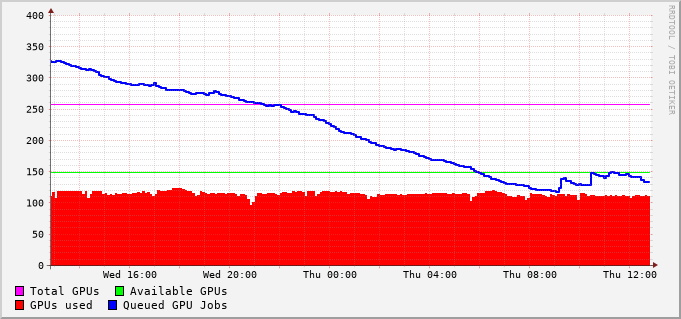 RRDTOOL / TOBI OETIKER
400
350
300
250
200
150
100
50
0
Wed 16:00 Wed 20:00 Thu 00:00 Thu 04:00 Thu 08:00 Thu 12:00
Total GPUs Available GPUs
GPUs used Queued GPU Jobs